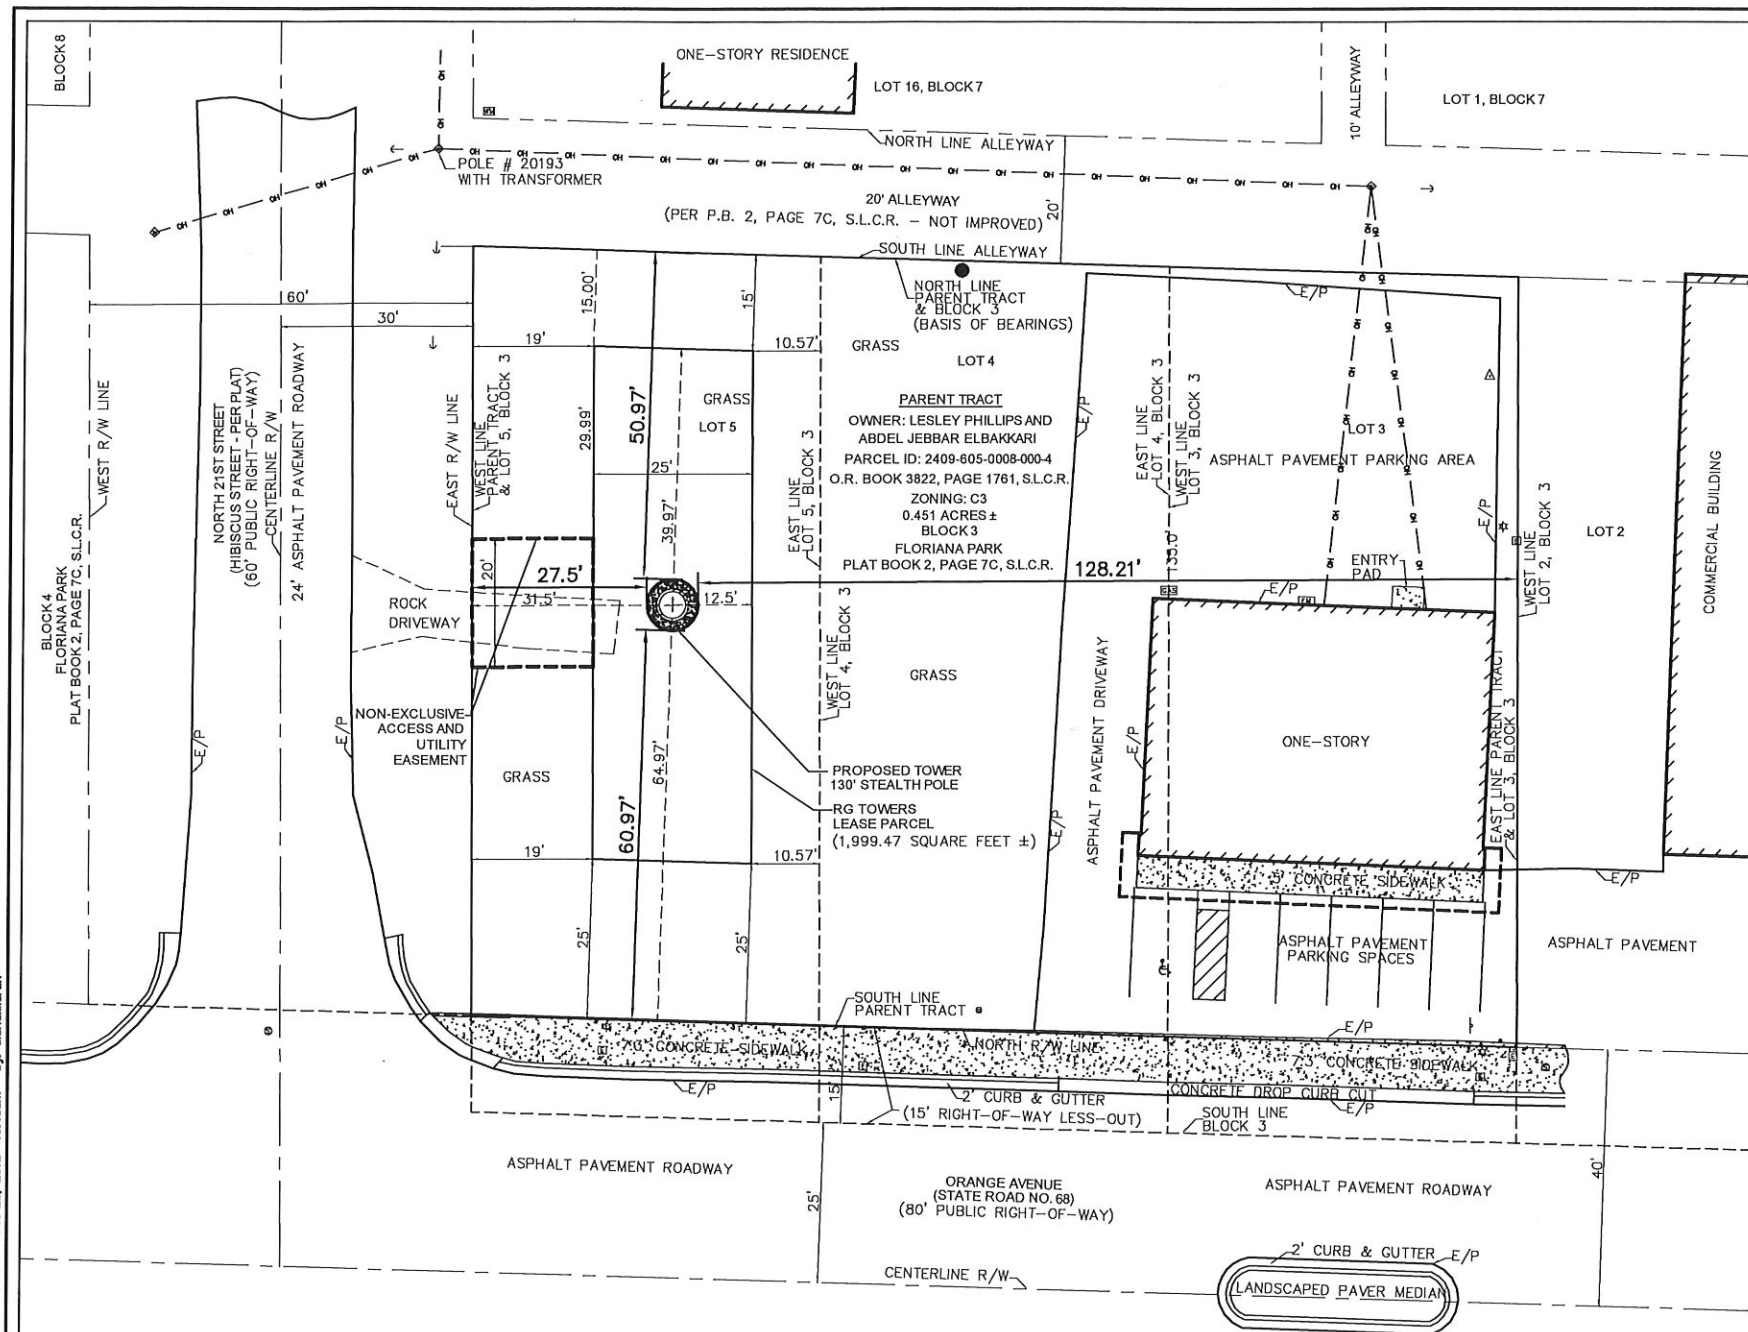 BLOCK 8
ONE-STORY RESIDENCE
LOT 16, BLOCK 7
10' ALLEYWAY
LOT 1, BLOCK 7
NORTH LINE ALLEYWAY
POLE # 20193
WITH TRANSFORMER
20' ALLEYWAY
(PER P.B. 2, PAGE 7C, S.L.C.R. - NOT IMPROVED)
20'
SOUTH LINE ALLEYWAY
NORTH LINE
PARENT TRACT
& BLOCK 3
(BASIS OF BEARINGS)
E/P
60'
30'
15.00'
15'
19'
10.57'
GRASS
LOT 4
WEST R/W LINE
NORTH 21ST STREET
(HIBISCUS STREET - PER PLAT)
(60' PUBLIC RIGHT-OF-WAY)
CENTERLINE R/W
24' ASPHALT PAVEMENT ROADWAY
EAST R/W LINE
WEST LINE
PARENT TRACT
& LOT 5, BLOCK 3
29.99'
50.97'
GRASS
LOT 5
25'
39.97'
EAST LINE
LOT 5, BLOCK 3
PARENT TRACT
OWNER: LESLEY PHILLIPS AND
ABDEL JEBBAR ELBAKKARI
PARCEL ID: 2409-605-0008-000-4
O.R. BOOK 3822, PAGE 1761, S.L.C.R.
ZONING: C3
0.451 ACRES ±
BLOCK 3
FLORIANA PARK
PLAT BOOK 2, PAGE 7C, S.L.C.R.
E/P
EAST LINE
LOT 4, BLOCK 3
WEST LINE
LOT 3, BLOCK 3
LOT 3
ASPHALT PAVEMENT PARKING AREA
E/P
WEST LINE
LOT 2, BLOCK 3
LOT 2
COMMERCIAL BUILDING
BLOCK 4
FLORIANA PARK
PLAT BOOK 2, PAGE 7C, S.L.C.R.
20'
27.5'
31.5'
12.5'
128.21'
135.0'
ENTRY
PAD
E/P
ROCK
DRIVEWAY
WEST LINE
LOT 4, BLOCK 3
GRASS
NON-EXCLUSIVE
ACCESS AND
UTILITY
EASEMENT
E/P
E/P
GRASS
64.97'
60.97'
PROPOSED TOWER
130' STEALTH POLE
RG TOWERS
LEASE PARCEL
(1,999.47 SQUARE FEET ±)
E/P
ASPHALT PAVEMENT DRIVEWAY
E/P
ONE-STORY
EAST LINE PARENT TRACT
& LOT 3, BLOCK 3
19'
10.57'
5' CONCRETE SIDEWALK
E/P
25'
25'
ASPHALT PAVEMENT
PARKING SPACES
ASPHALT PAVEMENT
SOUTH LINE
PARENT TRACT
E/P
7.0' CONCRETE SIDEWALK
NORTH R/W LINE
7.3' CONCRETE SIDEWALK
E/P
15'
2' CURB & GUTTER
CONCRETE DROP CURB CUT
E/P
(15' RIGHT-OF-WAY LESS-OUT)
SOUTH LINE
BLOCK 3
ASPHALT PAVEMENT ROADWAY
25'
ORANGE AVENUE
(STATE ROAD NO. 68)
(80' PUBLIC RIGHT-OF-WAY)
ASPHALT PAVEMENT ROADWAY
40'
CENTERLINE R/W
2' CURB & GUTTER
E/P
LANDSCAPED PAVER MEDIAN